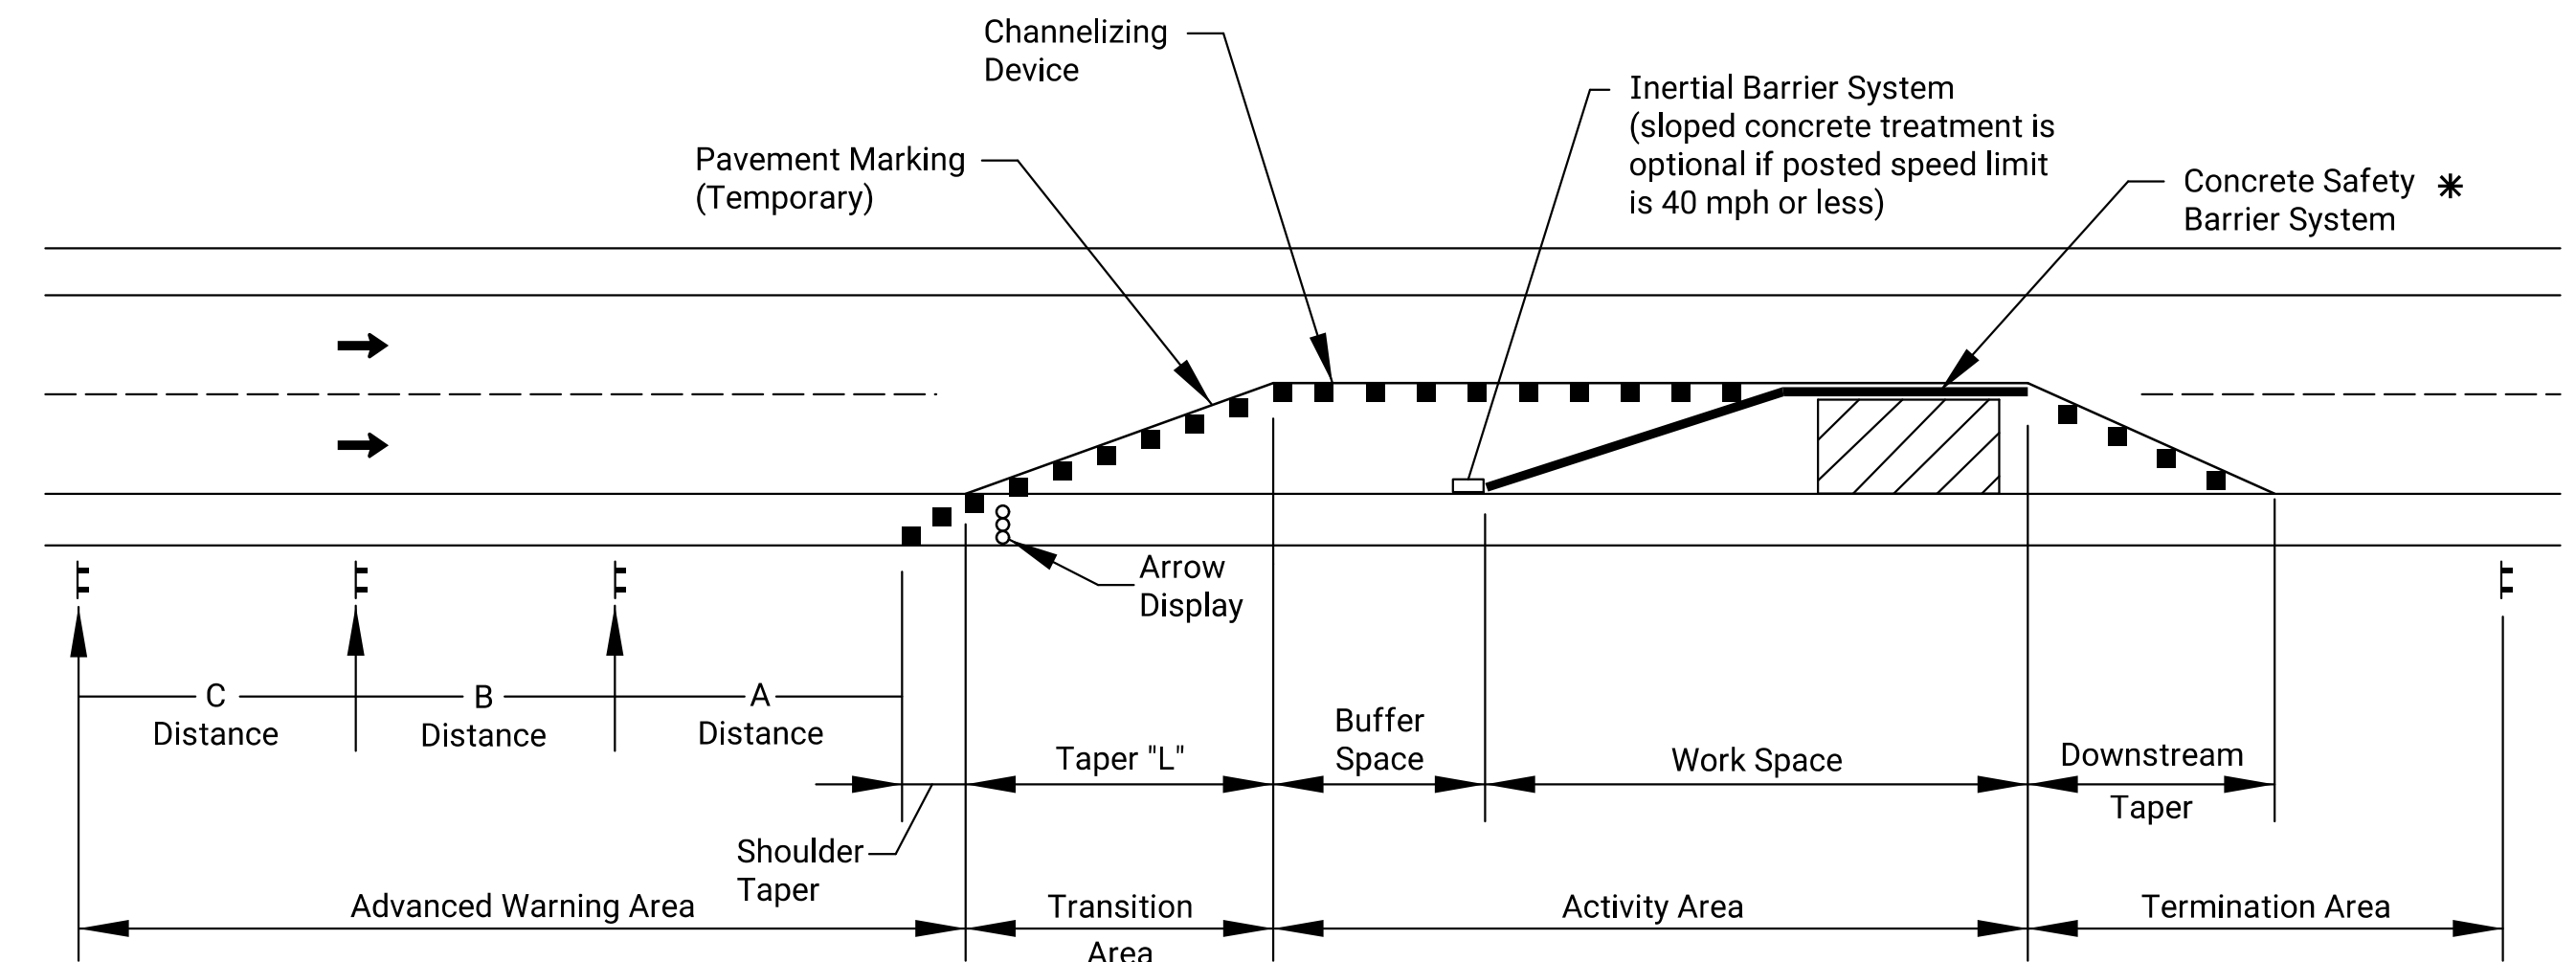 Channelizing
Device
Inertial Barrier System
(sloped concrete treatment is
optional if posted speed limit
is 40 mph or less)
Pavement Marking
(Temporary)
Concrete Safety *
Barrier System
Arrow
Display
C
Distance
B
Distance
A
Distance
Shoulder
Taper
Taper "L"
Buffer
Space
Work Space
Downstream
Taper
Advanced Warning Area
Transition
Area
Activity Area
Termination Area